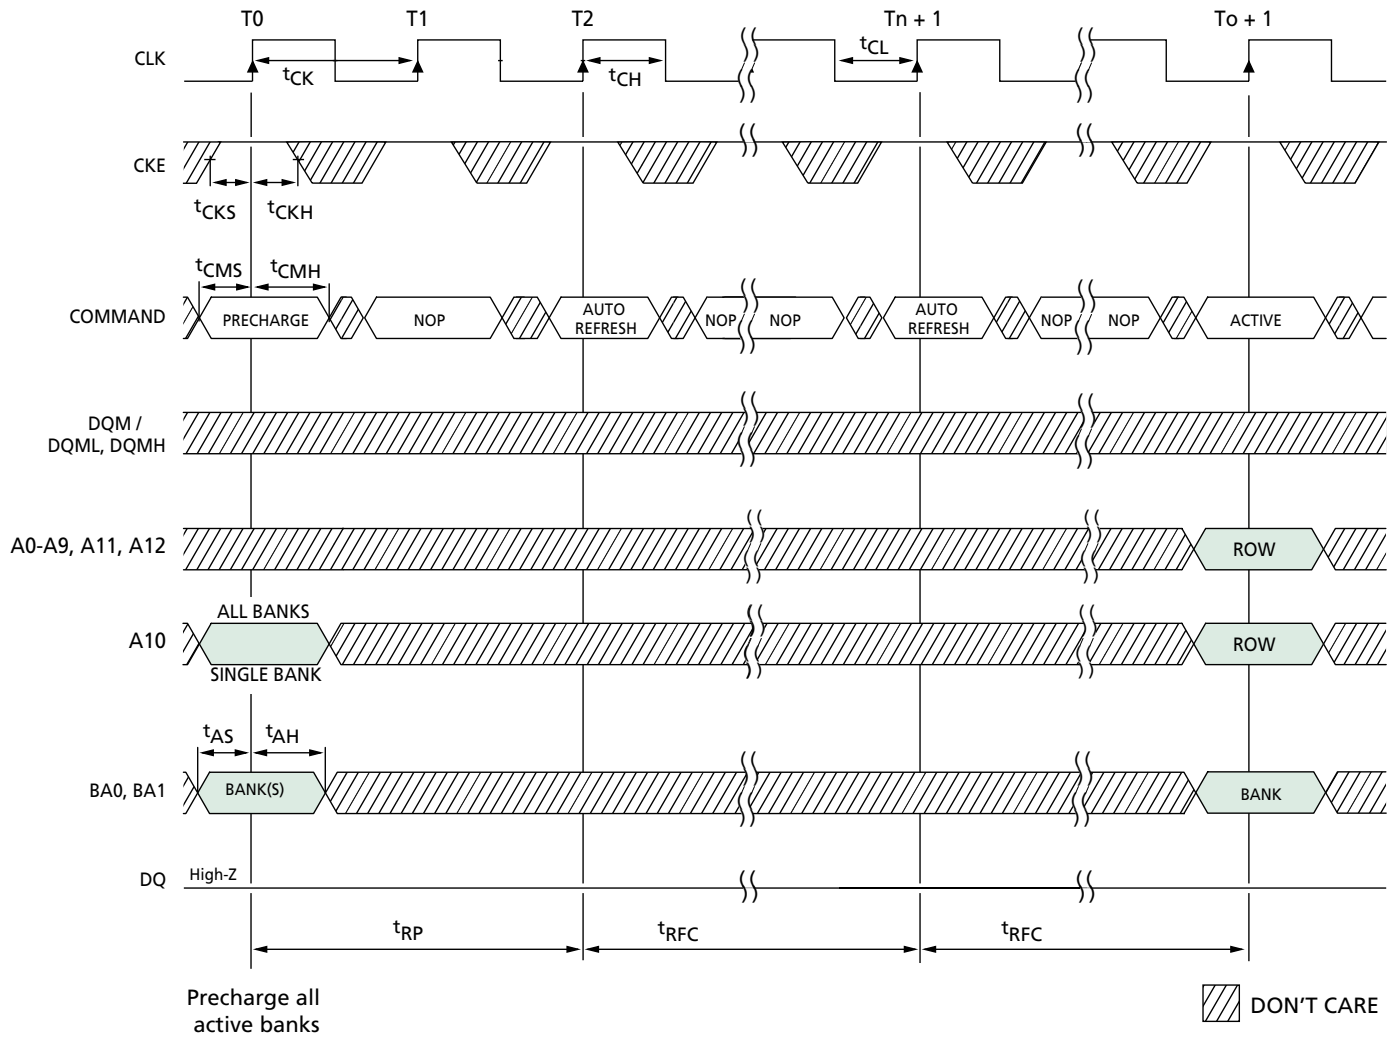 T0 T1 T2 Tn + 1 To + 1
CLK
tCK tCH tCL
CKE
tCKS tCKH
tCMS tCMH
COMMAND PRECHARGE NOP AUTO REFRESH NOP NOP AUTO REFRESH NOP NOP ACTIVE
DQM /
DQML, DQMH
A0-A9, A11, A12 ROW
ALL BANKS
A10 ROW
SINGLE BANK
tAS tAH
BA0, BA1 BANK(S) BANK
DQ High-Z
tRP tRFC tRFC
Precharge all
active banks
DON'T CARE